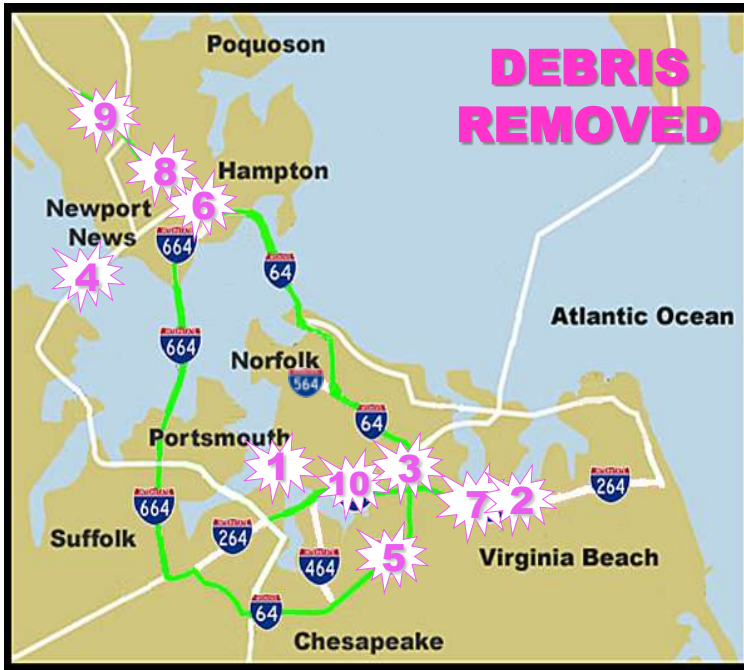 Poquoson
DEBRIS
REMOVED
9
8
Hampton
6
Newport
News
664
4
64
664
Atlantic Ocean
Norfolk
564
64
Portsmouth
1
10
3
7
2
264
664
264
Suffolk
464
5
Virginia Beach
64
Chesapeake